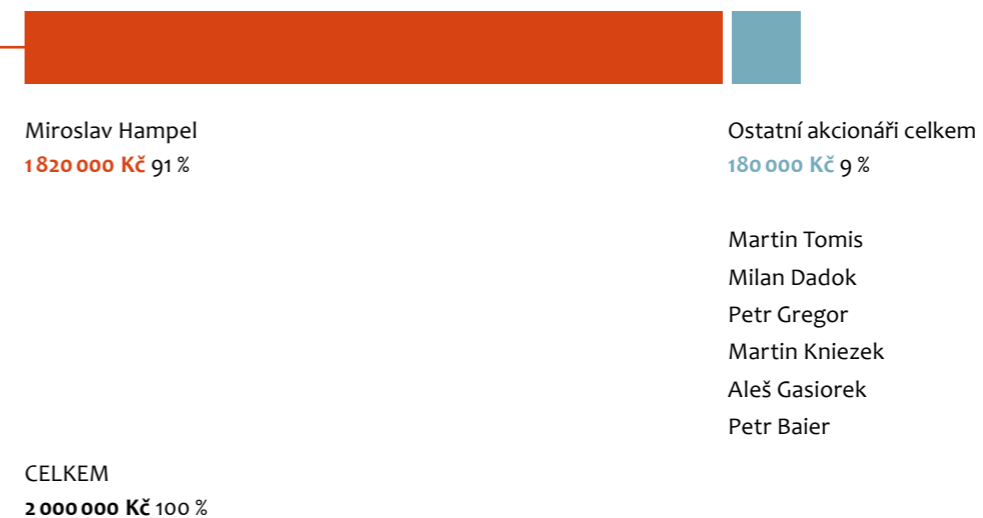 Miroslav Hampel
1 820 000 Kč 91 %
Ostatní akcionáři celkem
180 000 Kč 9 %
Martin Tomis
Milan Dadok
Petr Gregor
Martin Kniezek
Aleš Gasiorek
Petr Baier
CELKEM
2 000 000 Kč 100 %